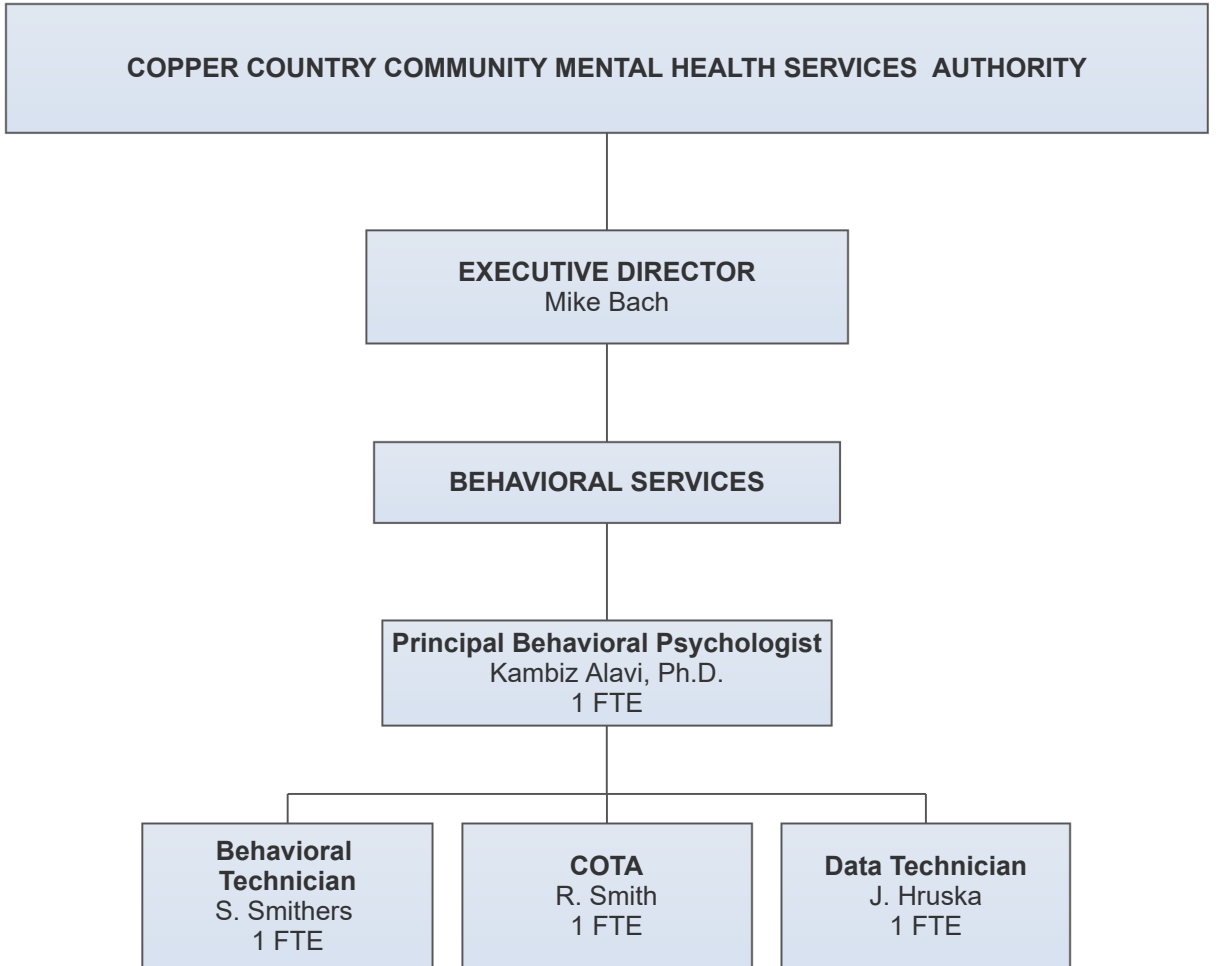 COPPER COUNTRY COMMUNITY MENTAL HEALTH SERVICES AUTHORITY
EXECUTIVE DIRECTOR
Mike Bach
BEHAVIORAL SERVICES
Principal Behavioral Psychologist
Kambiz Alavi, Ph.D.
1 FTE
Behavioral
Technician
S. Smithers
1 FTE
COTA
R. Smith
1 FTE
Data Technician
J. Hruska
1 FTE